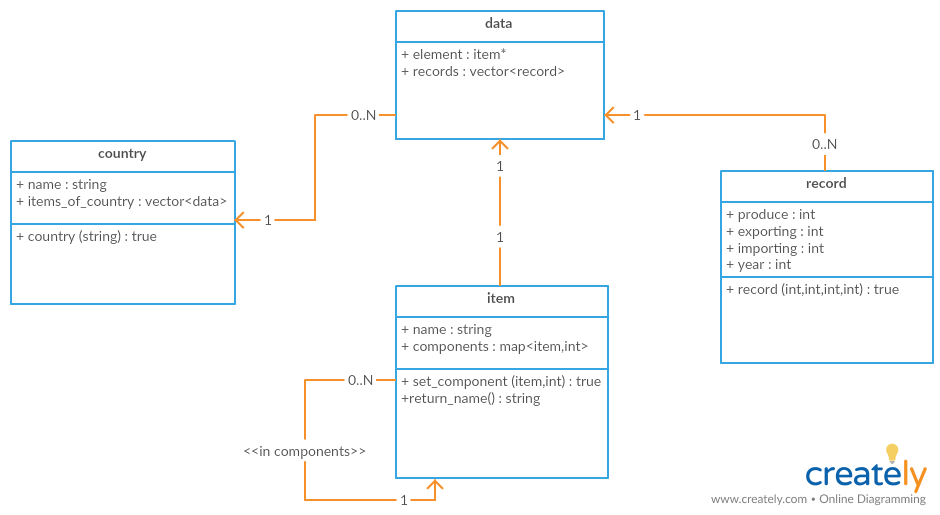 data
+ element : item*
+ records : vector<record>
0..N
1
0..N
country
+ name : string
+ items_of_country : vector<data>
+ country (string) : true
1
1
1
record
+ produce : int
+ exporting : int
+ importing : int
+ year : int
+ record (int,int,int,int) : true
item
+ name : string
+ components : map<item,int>
+ set_component (item,int) : true
+return_name() : string
0..N
<<in components>>
1
creately
www.creately.com • Online Diagramming